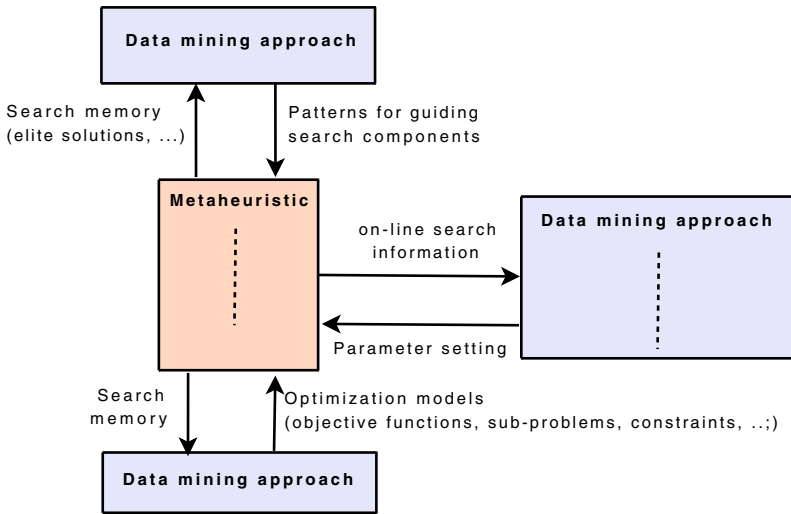 Data mining approach
Search memory
(elite solutions, ...)
Patterns for guiding
search components
Metaheuristic
on-line search
information
Data mining approach
Parameter setting
Search
memory
Optimization models
(objective functions, sub-problems, constraints, ..;)
Data mining approach